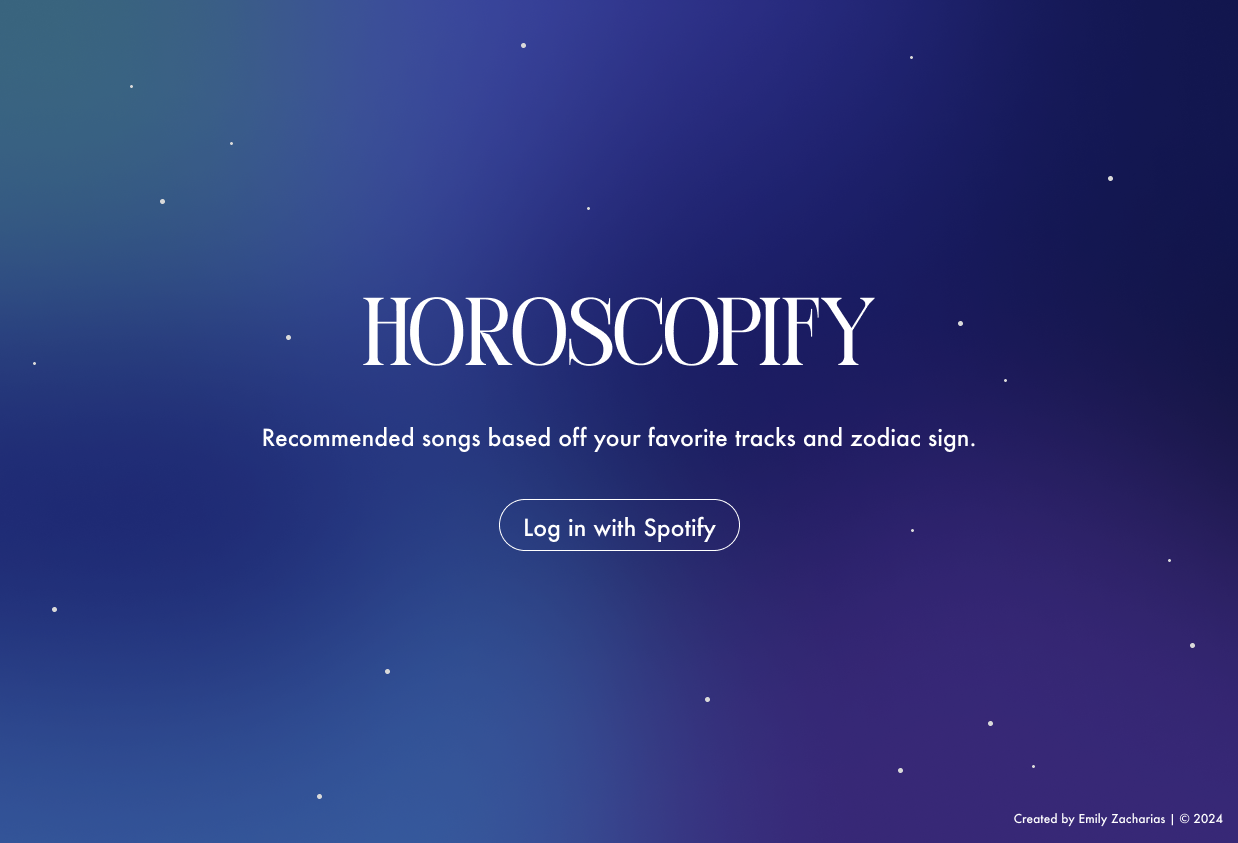 HOROSCOPIFY
Recommended songs based off your favorite tracks and zodiac sign.
Log in with Spotify
Created by Emily Zacharias | © 2024